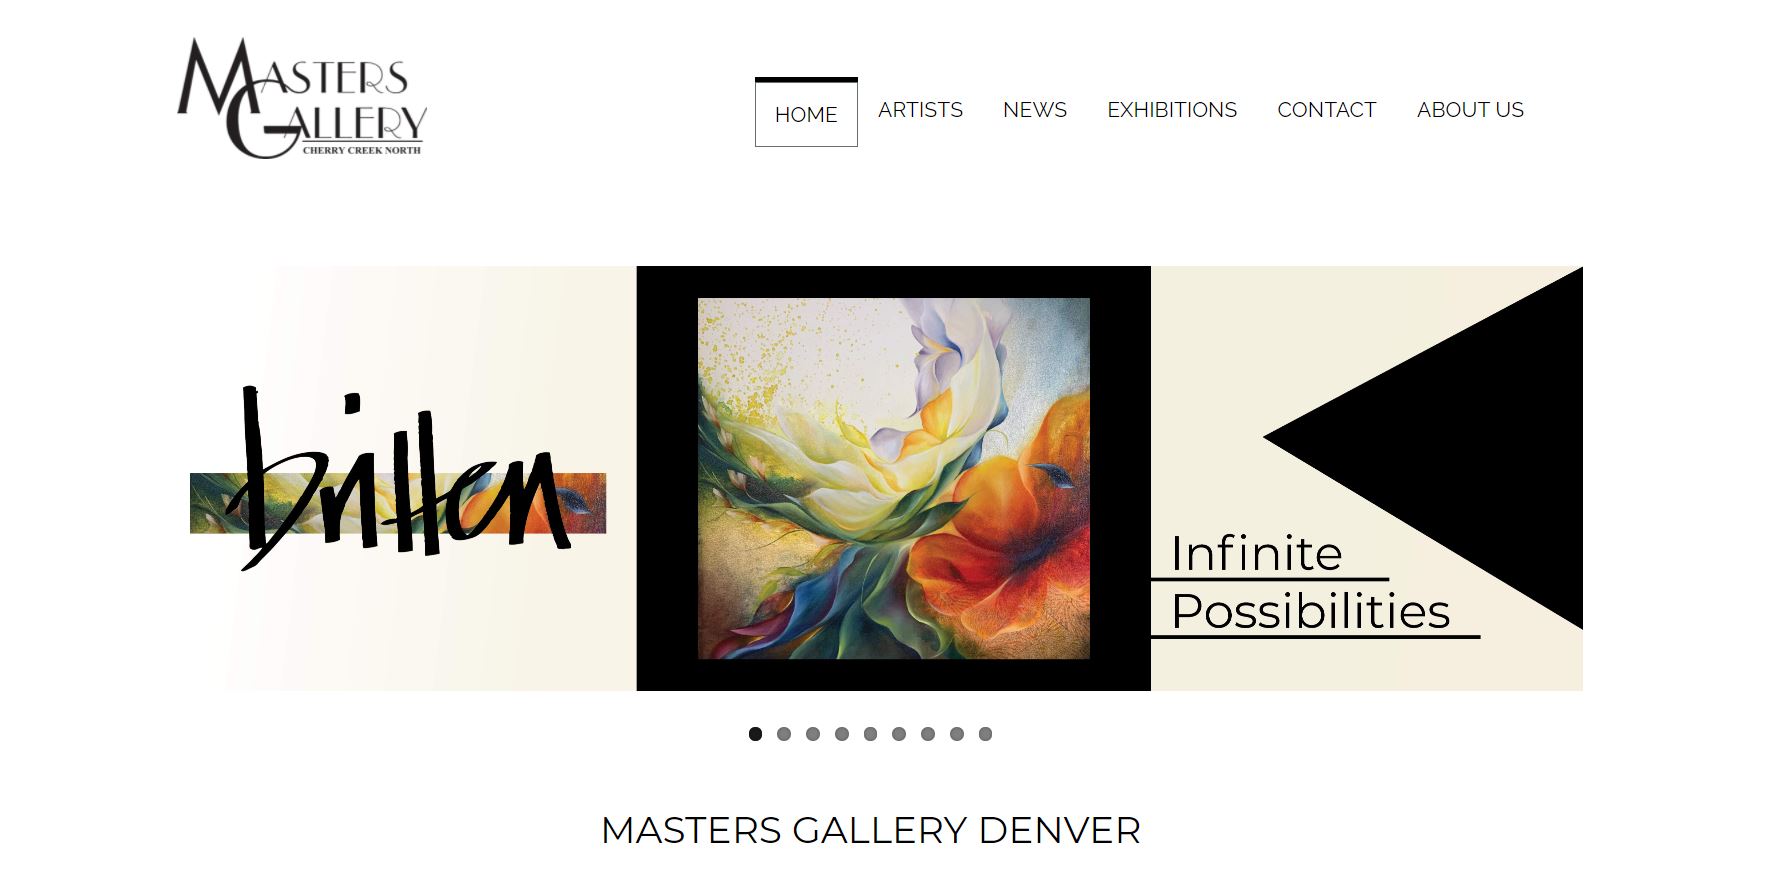 MASTERS
GALLERY
CHERRY CREEK NORTH
HOME ARTISTS NEWS EXHIBITIONS CONTACT ABOUT US
britten
Infinite
Possibilities
MASTERS GALLERY DENVER